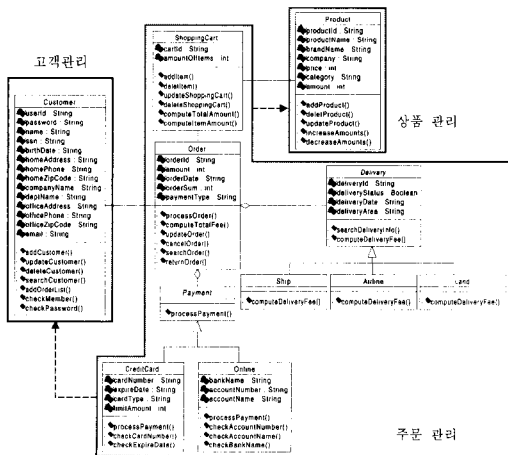 고객관리
Customer
userId : String
password : String
name : String
ssn : String
birthDate : String
homeAddress : String
homePhone : String
homeZipCode : String
companyName : String
deptName : String
officeAddress : String
officePhone : String
officeZipCode : String
email : String
addCustomer()
updateCustomer()
deleteCustomer()
searchCustomer()
addOrderList()
checkMember()
checkPassword()
ShoppingCart
cartId : String
amountOfItems : int
addItem()
deletItem()
updateShoppingCart()
deleteShoppingCart()
computeTotalAmount()
computeItemAmount()
Product
productId : String
productName : String
brandName : String
company : String
price : int
category : String
amount : int
addProduct()
deletProduct()
updateProduct()
increaseAmounts()
decreaseAmounts()
상품 관리
Order
orderId : String
amount : int
orderDate : String
orderSum : int
paymentType : String
processOrder()
computeTotalFee()
updateOrder()
cancelOrder()
searchOrder()
returnOrder()
Delivery
deliveryId : String
deliveryStatus : Boolean
deliveryDate : String
deliveryArea : String
searchDeliveryInfo()
computeDeliveryFee()
Ship
computeDeliveryFee()
Airline
computeDeliveryFee()
Land
computeDeliveryFee()
Payment
processPayment()
CreditCard
cardNumber : String
expireDate : String
cardType : String
limitAmount : int
processPayment()
checkCardNumber()
checkExpireDate()
Online
bankName : String
accountNumber : String
accountName : String
processPayment()
checkAccountNumber()
checkAccountName()
checkBankName()
주문 관리